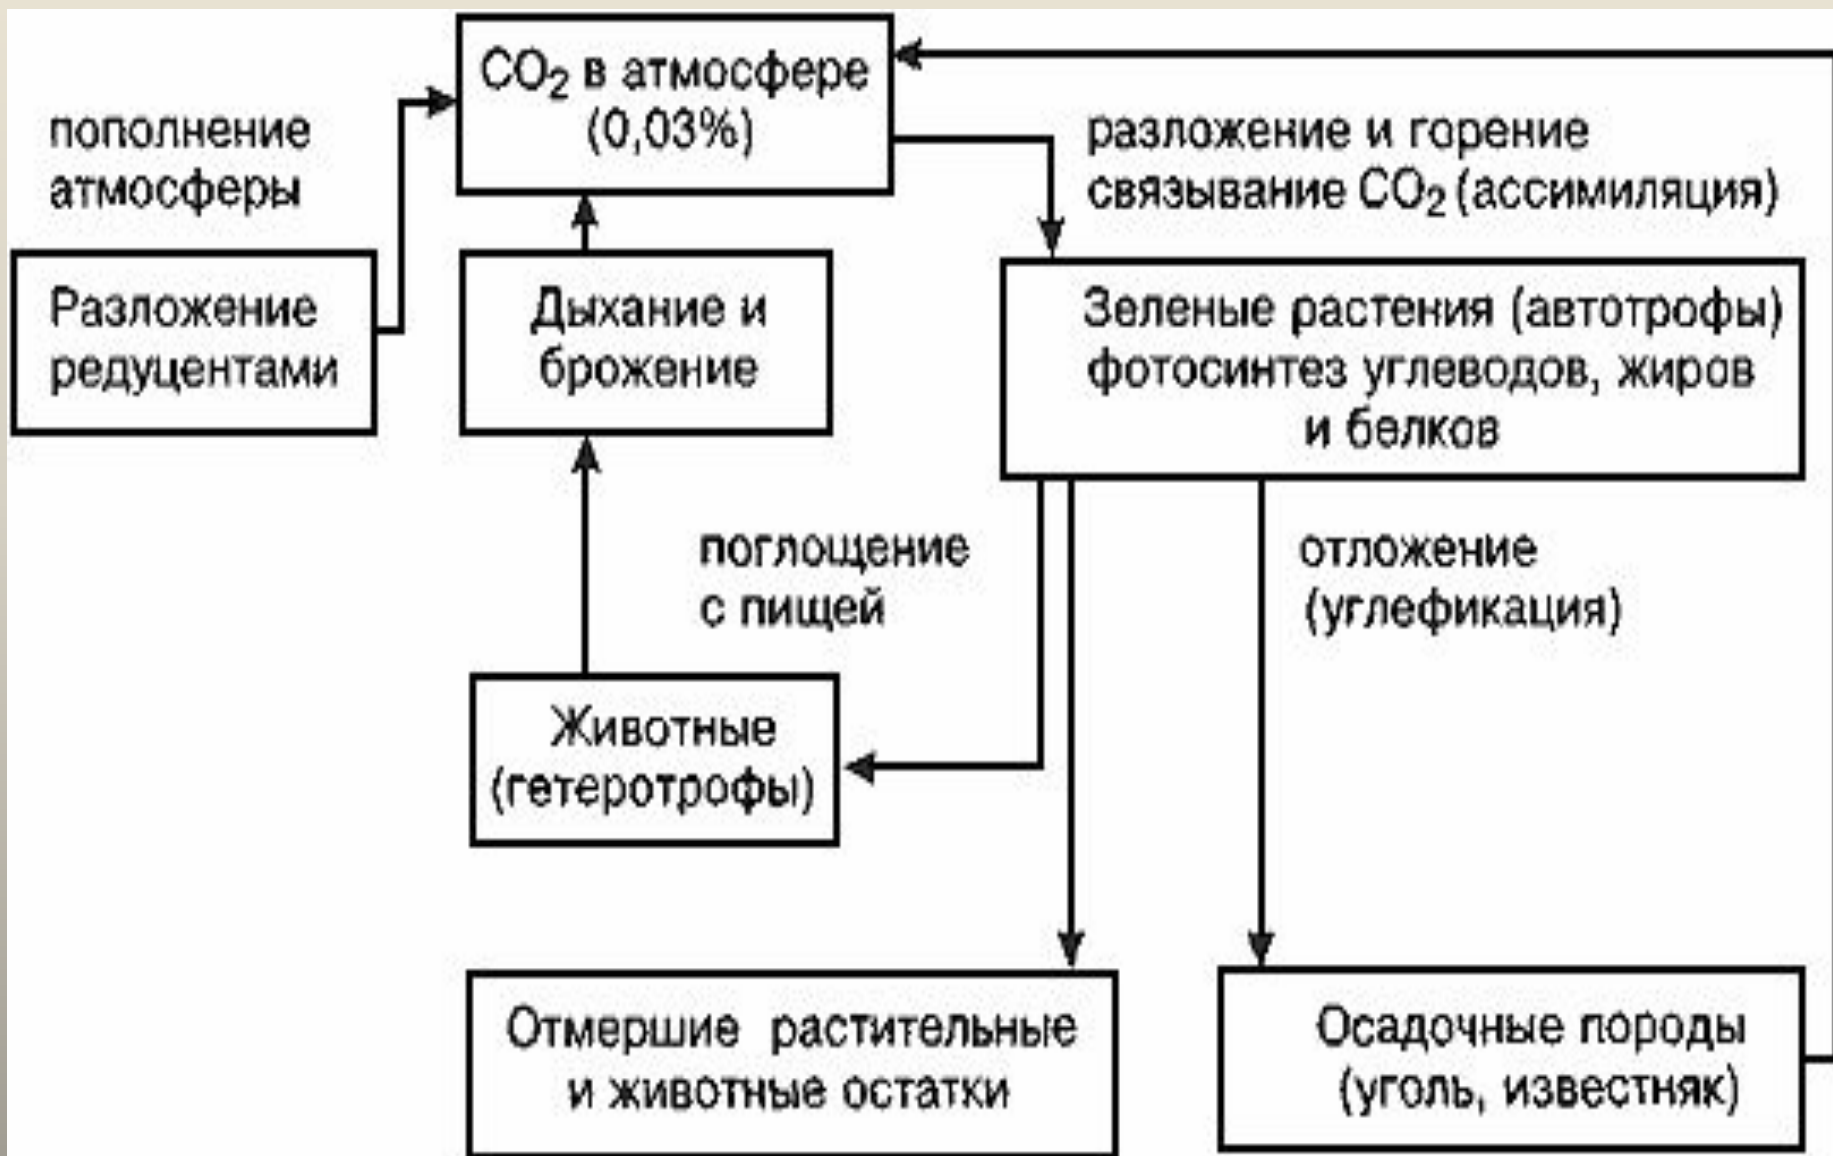 CO₂ в атмосфере
(0,03%)
пополнение
атмосферы
разложение и горение
связывание CO₂ (ассимиляция)
Разложение
редуцентами
Дыхание и
брожение
Зеленые растения (автотрофы)
фотосинтез углеводов, жиров
и белков
поглощение
с пищей
отложение
(углефикация)
Животные
(гетеротрофы)
Отмершие растительные
и животные остатки
Осадочные породы
(уголь, известняк)